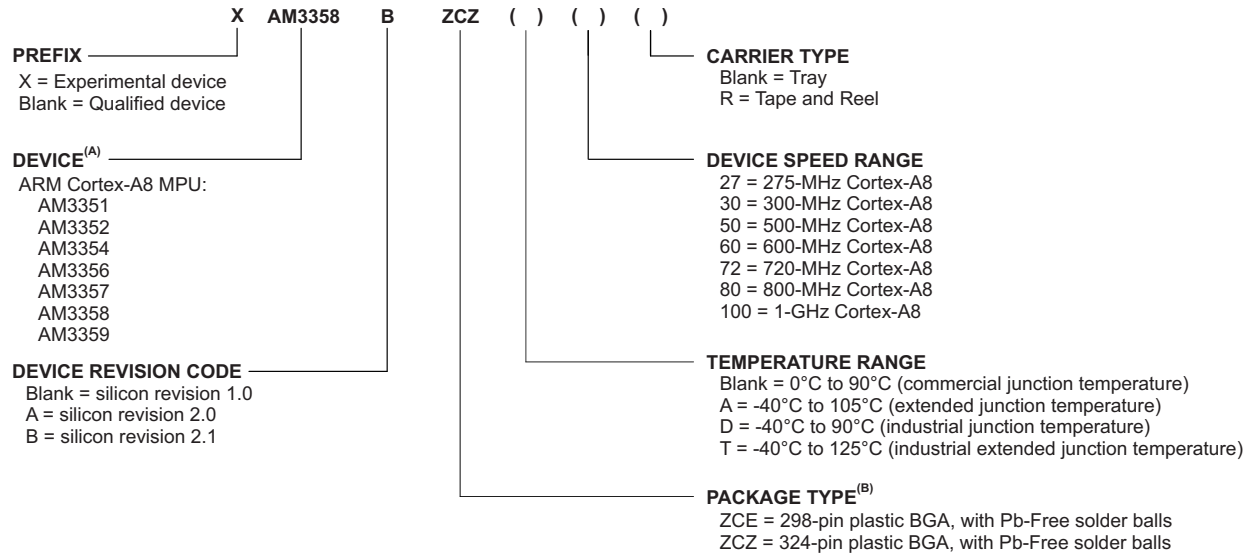 X AM3358 B ZCZ ( ) ( ) ( )
PREFIX
X = Experimental device
Blank = Qualified device
DEVICE(A)
ARM Cortex-A8 MPU:
AM3351
AM3352
AM3354
AM3356
AM3357
AM3358
AM3359
DEVICE REVISION CODE
Blank = silicon revision 1.0
A = silicon revision 2.0
B = silicon revision 2.1
CARRIER TYPE
Blank = Tray
R = Tape and Reel
DEVICE SPEED RANGE
27 = 275-MHz Cortex-A8
30 = 300-MHz Cortex-A8
50 = 500-MHz Cortex-A8
60 = 600-MHz Cortex-A8
72 = 720-MHz Cortex-A8
80 = 800-MHz Cortex-A8
100 = 1-GHz Cortex-A8
TEMPERATURE RANGE
Blank = 0°C to 90°C (commercial junction temperature)
A = -40°C to 105°C (extended junction temperature)
D = -40°C to 90°C (industrial junction temperature)
T = -40°C to 125°C (industrial extended junction temperature)
PACKAGE TYPE(B)
ZCE = 298-pin plastic BGA, with Pb-Free solder balls
ZCZ = 324-pin plastic BGA, with Pb-Free solder balls